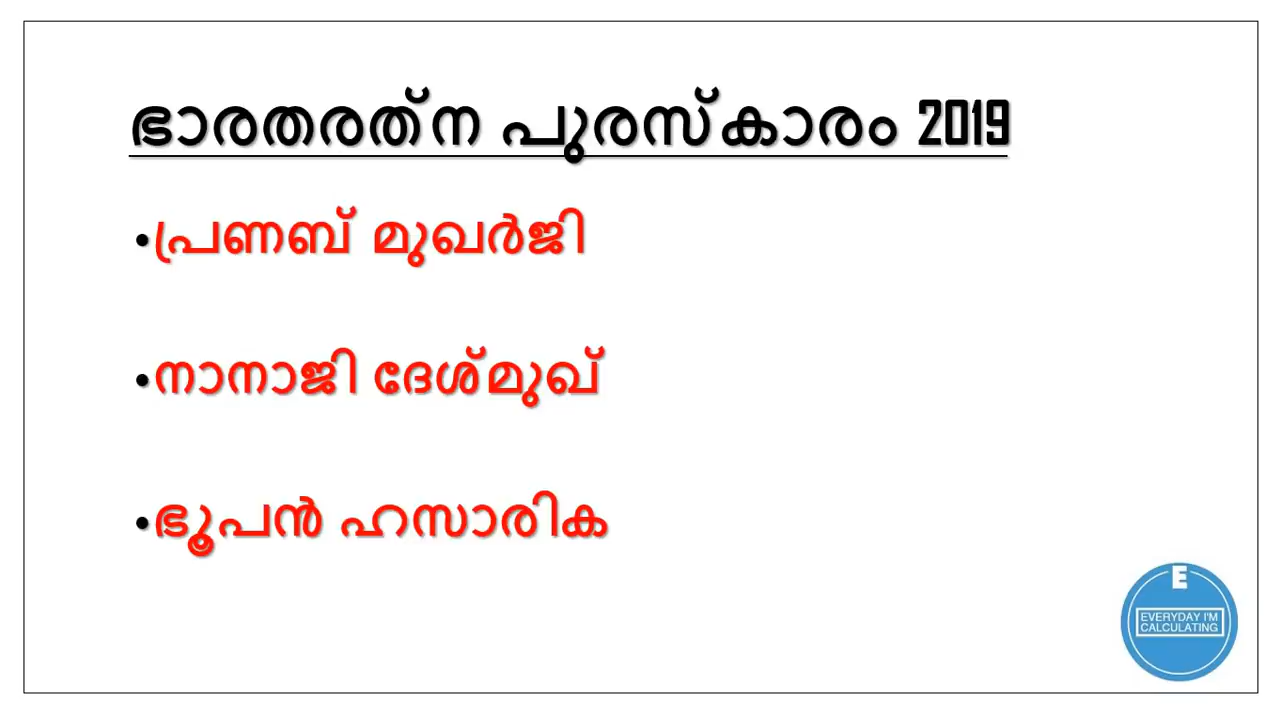 ഭാരതരത്ന പുരസ്കാരം 2019
•പ്രണബ് മുഖർജി
•നാനാജി ദേശ്മുഖ്
•ഭൂപൻ ഹസാരിക
E
EVERYDAY I'M
CALCULATING